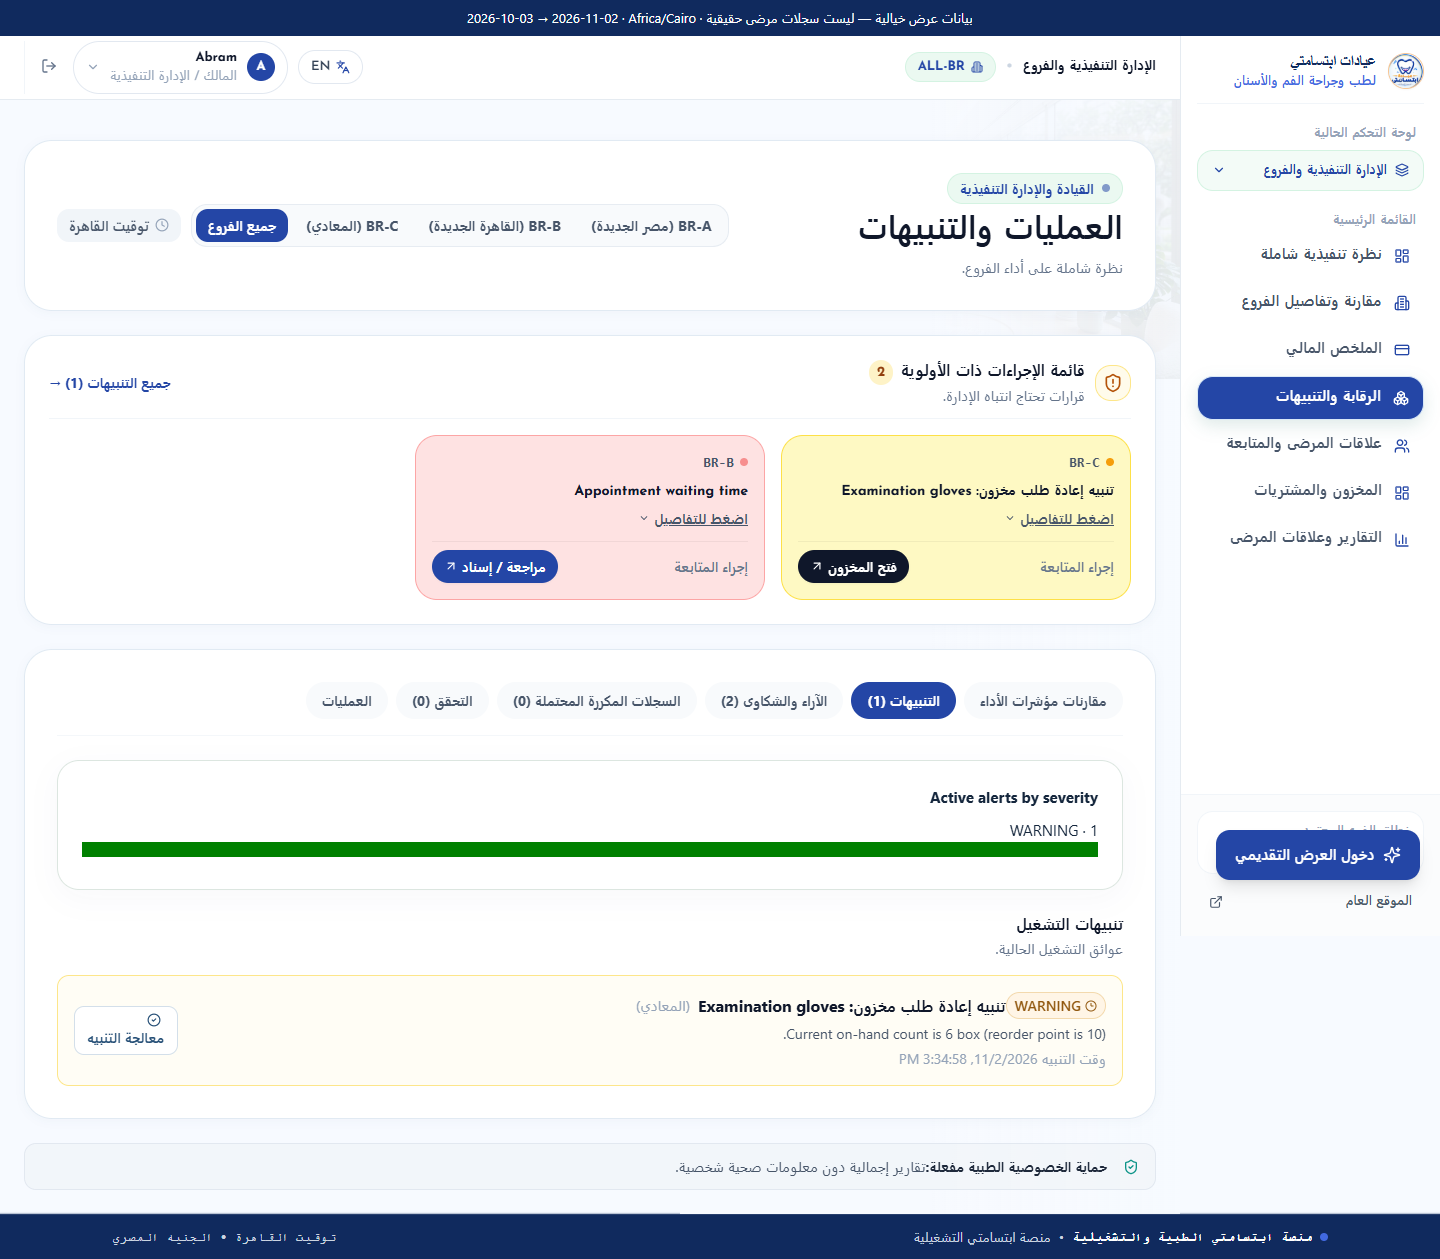 بيانات عرض خيالية — ليست سجلات مرضى حقيقية · Africa/Cairo · 2026-10-03 → 2026-11-02
عيادات ابتسامتي
لطب وجراحة الفم والأسنان
لوحة التحكم الحالية
الإدارة التنفيذية والفروع
القائمة الرئيسية
نظرة تنفيذية شاملة
مقارنة وتفاصيل الفروع
الملخص المالي
الرقابة والتنبيهات
علاقات المرضى والمتابعة
المخزون والمشتريات
التقارير وعلاقات المرضى
دخول العرض التقديمي
الموقع العام
الإدارة التنفيذية والفروع • ALL-BR
EN
Abram
A
المالك / الإدارة التنفيذية
القيادة والإدارة التنفيذية
العمليات والتنبيهات
نظرة شاملة على أداء الفروع.
BR-A (مصر الجديدة)
BR-B (القاهرة الجديدة)
BR-C (المعادي)
جميع الفروع
توقيت القاهرة
قائمة الإجراءات ذات الأولوية 2
قرارات تحتاج انتباه الإدارة.
جميع التنبيهات (1) →
BR-C
تنبيه إعادة طلب مخزون: Examination gloves
اضغط للتفاصيل
إجراء المتابعة
فتح المخزون
BR-B
Appointment waiting time
اضغط للتفاصيل
إجراء المتابعة
مراجعة / إسناد
مقارنات مؤشرات الأداء
التنبيهات (1)
الآراء والشكاوى (2)
السجلات المكررة المحتملة (0)
التحقق (0)
العمليات
Active alerts by severity
WARNING · 1
تنبيهات التشغيل
عوائق التشغيل الحالية.
WARNING تنبيه إعادة طلب مخزون: Examination gloves (المعادي)
Current on-hand count is 6 box (reorder point is 10).
وقت التنبيه 11/2/2026, 3:34:58 PM
معالجة التنبيه
حماية الخصوصية الطبية مفعلة: تقارير إجمالية دون معلومات صحية شخصية.
منصة ابتسامتي الطبية والتشغيلية • منصة ابتسامتي التشغيلية
توقيت القاهرة • الجنيه المصري